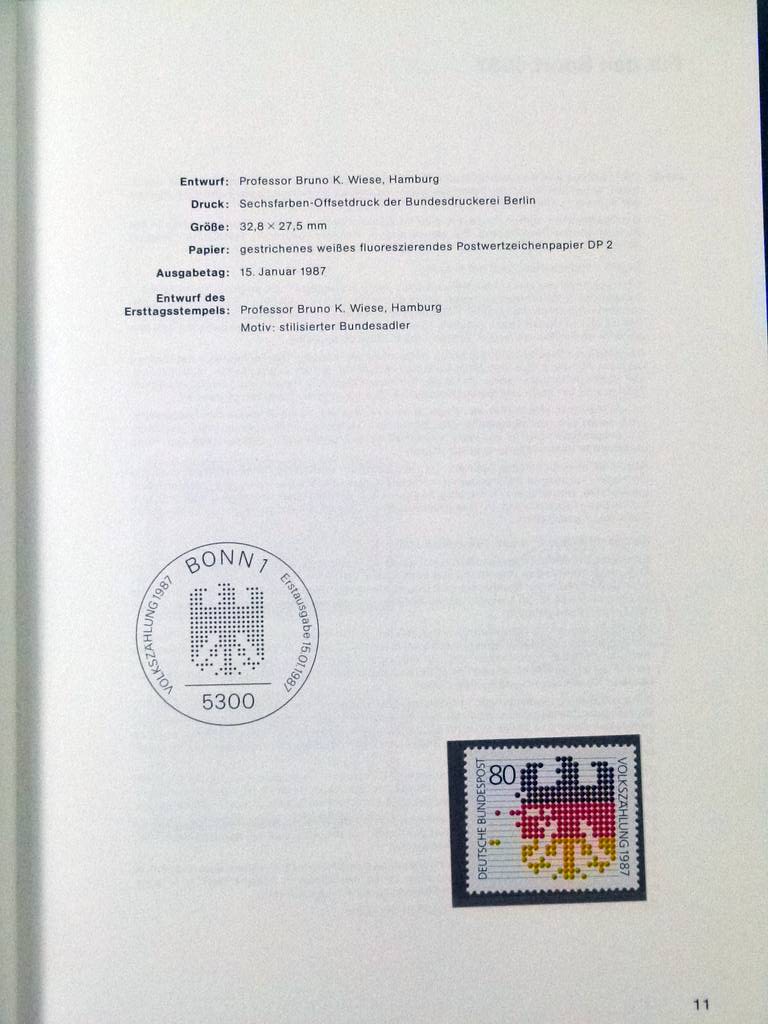 Entwurf: Professor Bruno K. Wiese, Hamburg
Druck: Sechsfarben-Offsetdruck der Bundesdruckerei Berlin
Größe: 32,8 × 27,5 mm
Papier: gestrichenes weißes fluoreszierendes Postwertzeichenpapier DP 2
Ausgabetag: 15. Januar 1987
Entwurf des
Ersttagsstempels: Professor Bruno K. Wiese, Hamburg
Motiv: stilisierter Bundesadler
BONN 1
VOLKSZÄHLUNG 1987
Erstausgabe 15.01.1987
5300
DEUTSCHE BUNDESPOST
80
VOLKSZÄHLUNG 1987
11